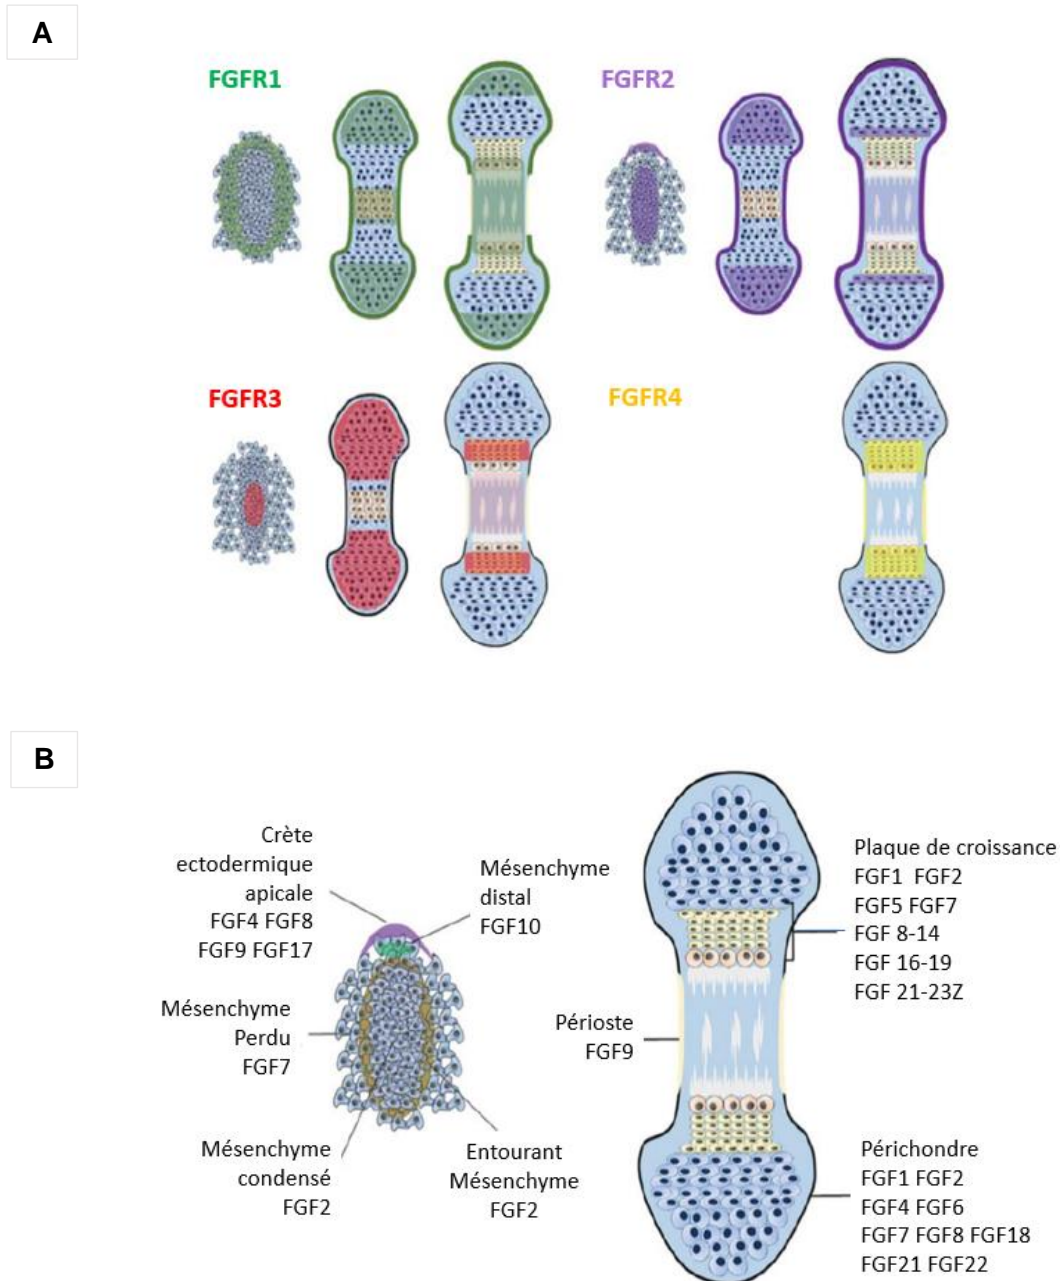 A
FGFR1
FGFR2
FGFR3
FGFR4
B
Crète
ectodermique
apicale
FGF4 FGF8
FGF9 FGF17
Mésenchyme
distal
FGF10
Mésenchyme
Perdu
FGF7
Mésenchyme
condensé
FGF2
Entourant
Mésenchyme
FGF2
Périoste
FGF9
Plaque de croissance
FGF1 FGF2
FGF5 FGF7
FGF 8-14
FGF 16-19
FGF 21-23Z
Périchondre
FGF1 FGF2
FGF4 FGF6
FGF7 FGF8 FGF18
FGF21 FGF22